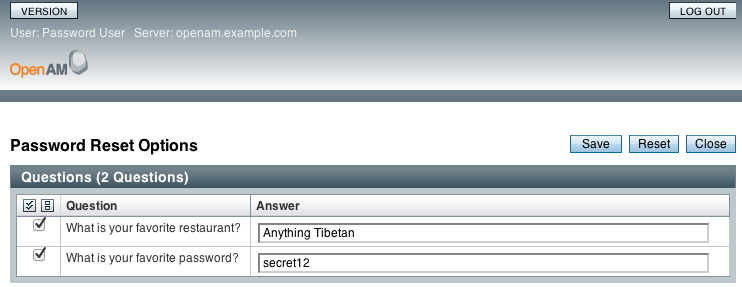 VERSION LOG OUT
User: Password User Server: openam.example.com
OpenAM
Password Reset Options Save Reset Close
Questions (2 Questions)
Question Answer
What is your favorite restaurant? Anything Tibetan
What is your favorite password? secret12